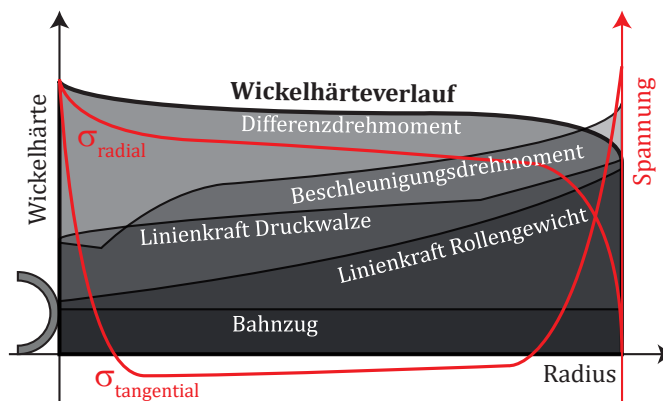 Wickelhärteverlauf
Differenzdrehmoment
σradial
Beschleunigungsdrehmoment
Linienkraft Druckwalze
Linienkraft Rollengewicht
Bahnzug
σtangential
Radius
Wickelhärte
Spannung